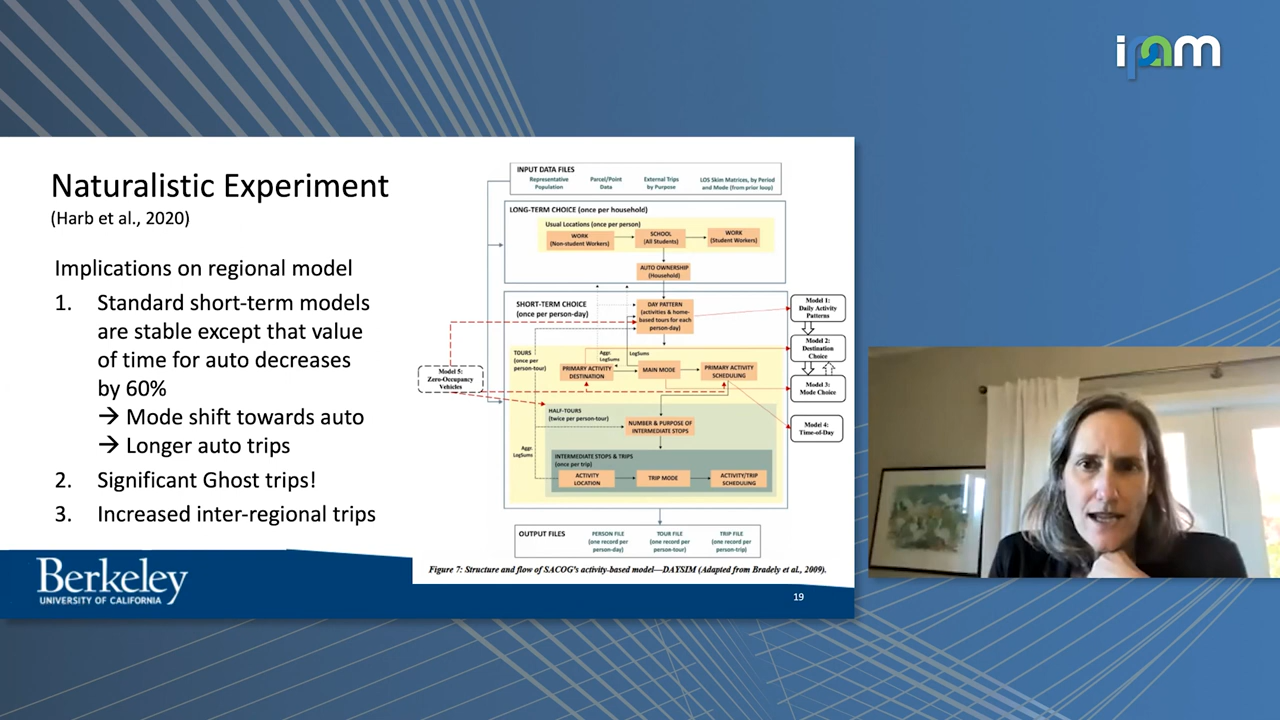 ipam
Naturalistic Experiment
(Harb et al., 2020)
Implications on regional model
1. Standard short-term models
are stable except that value
of time for auto decreases
by 60%
→ Mode shift towards auto
→ Longer auto trips
2. Significant Ghost trips!
3. Increased inter-regional trips
INPUT DATA FILES
Representative
Population
Parcel/Point
Data
External Trips
by Purpose
LOS Skim Matrices, by Period
and Mode (from prior loop)
LONG-TERM CHOICE (once per household)
Usual Locations (once per person)
WORK
(Non-student Workers)
SCHOOL
(All Students)
WORK
(Student Workers)
AUTO OWNERSHIP
(Household)
SHORT-TERM CHOICE
(once per person-day)
DAY PATTERN
(activities & home-
based tours for each
person-day)
TOURS
(once per
person-tour)
Aggr.
LogSums
LogSums
PRIMARY ACTIVITY
DESTINATION
MAIN MODE
PRIMARY ACTIVITY
SCHEDULING
HALF-TOURS
(twice per person-tour)
NUMBER & PURPOSE OF
INTERMEDIATE STOPS
Aggr.
LogSums
INTERMEDIATE STOPS & TRIPS
(once per trip)
ACTIVITY
LOCATION
TRIP MODE
ACTIVITY/TRIP
SCHEDULING
Model 1:
Daily Activity
Patterns
Model 2:
Destination
Choice
Model 3:
Mode Choice
Model 4:
Time-of-Day
Model 5:
Zero-Occupancy
Vehicles
OUTPUT FILES
PERSON FILE
(one record per
person-day)
TOUR FILE
(one record per
person-tour)
TRIP FILE
(one record per
person-trip)
Figure 7: Structure and flow of SACOG's activity-based model—DAYSIM (Adapted from Bradely et al., 2009).
Berkeley
UNIVERSITY OF CALIFORNIA
19